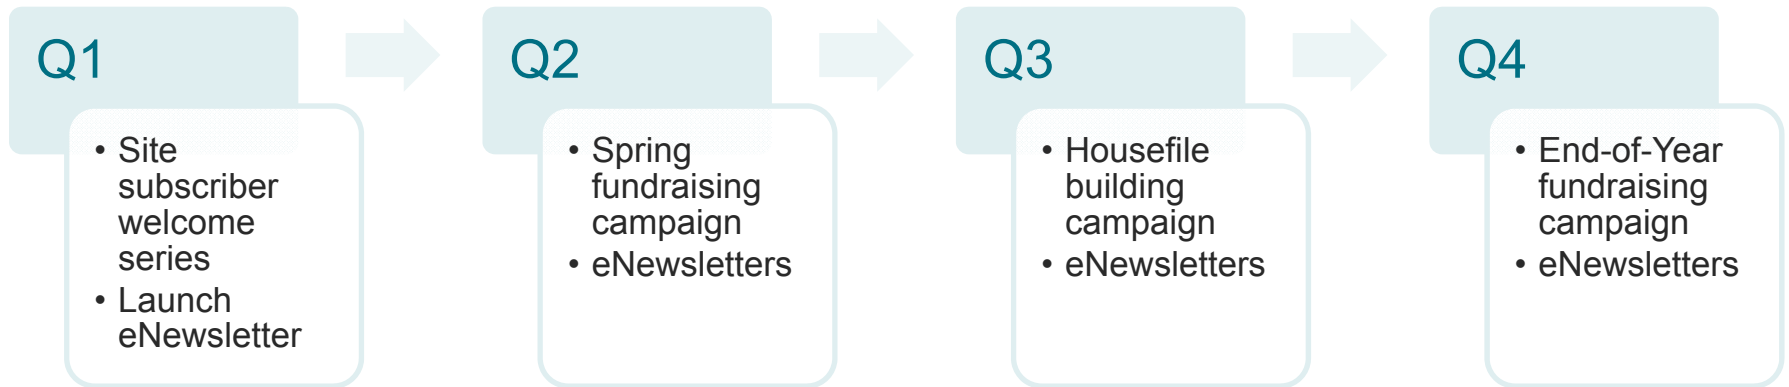 Q1
• Site
subscriber
welcome
series
• Launch
eNewsletter
Q2
• Spring
fundraising
campaign
• eNewsletters
Q3
• Housefile
building
campaign
• eNewsletters
Q4
• End-of-Year
fundraising
campaign
• eNewsletters